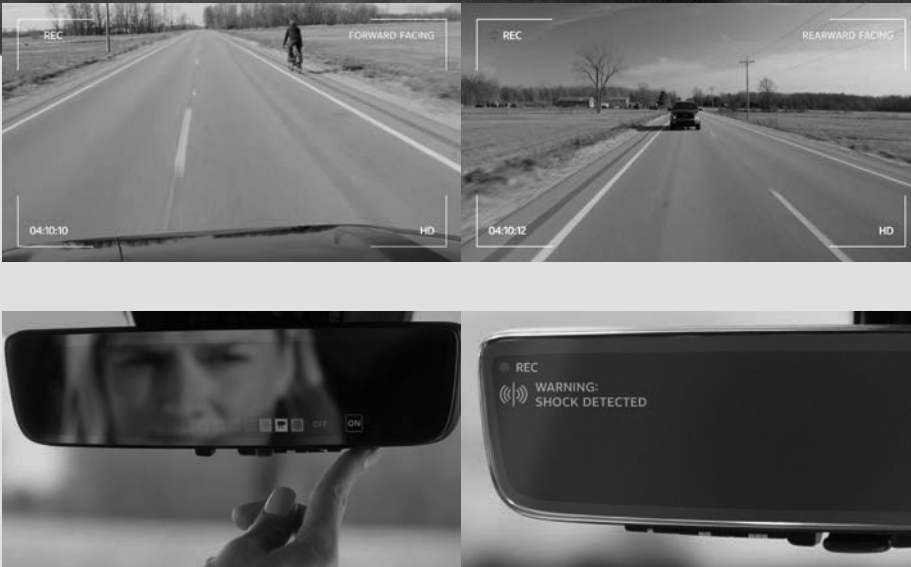 REC
FORWARD FACING
04:10:10
HD
REC
REARWARD FACING
04:10:12
HD
OFF
ON
REC
WARNING:
SHOCK DETECTED